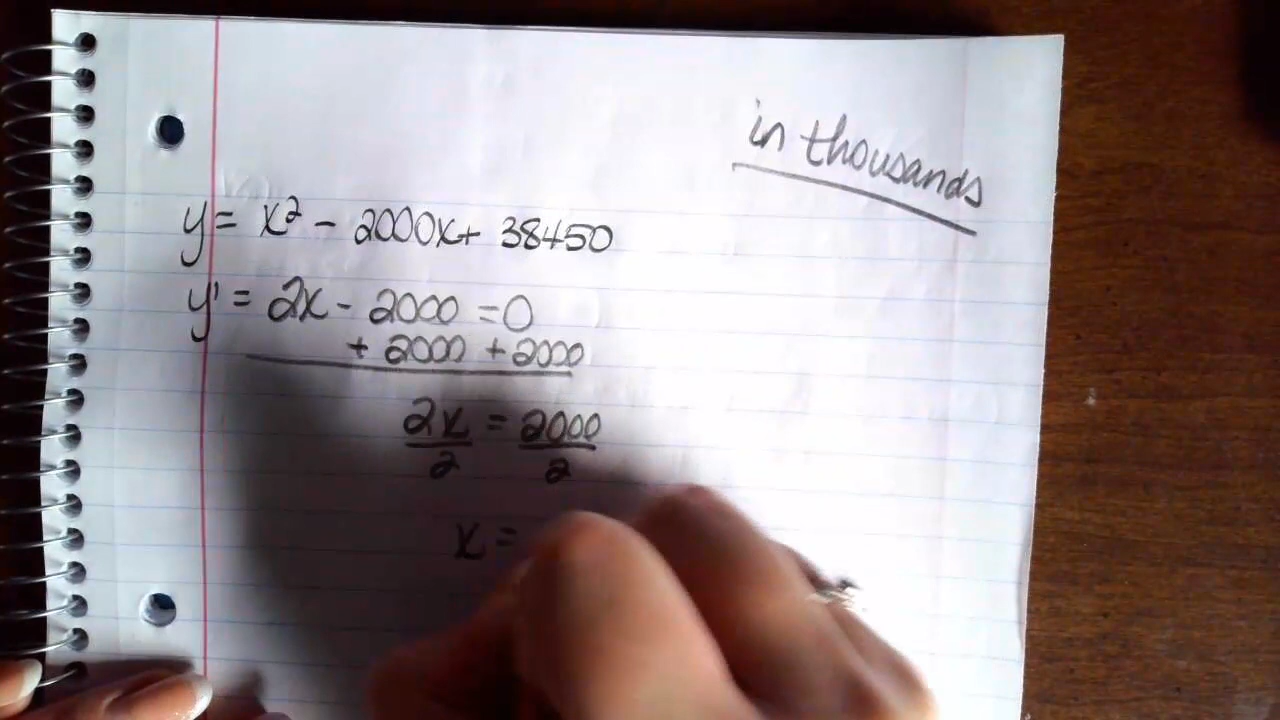 in thousands
y = x² - 2000x + 38450
y' = 2x - 2000 = 0
+ 2000 + 2000
2x = 2000
2 2
x =